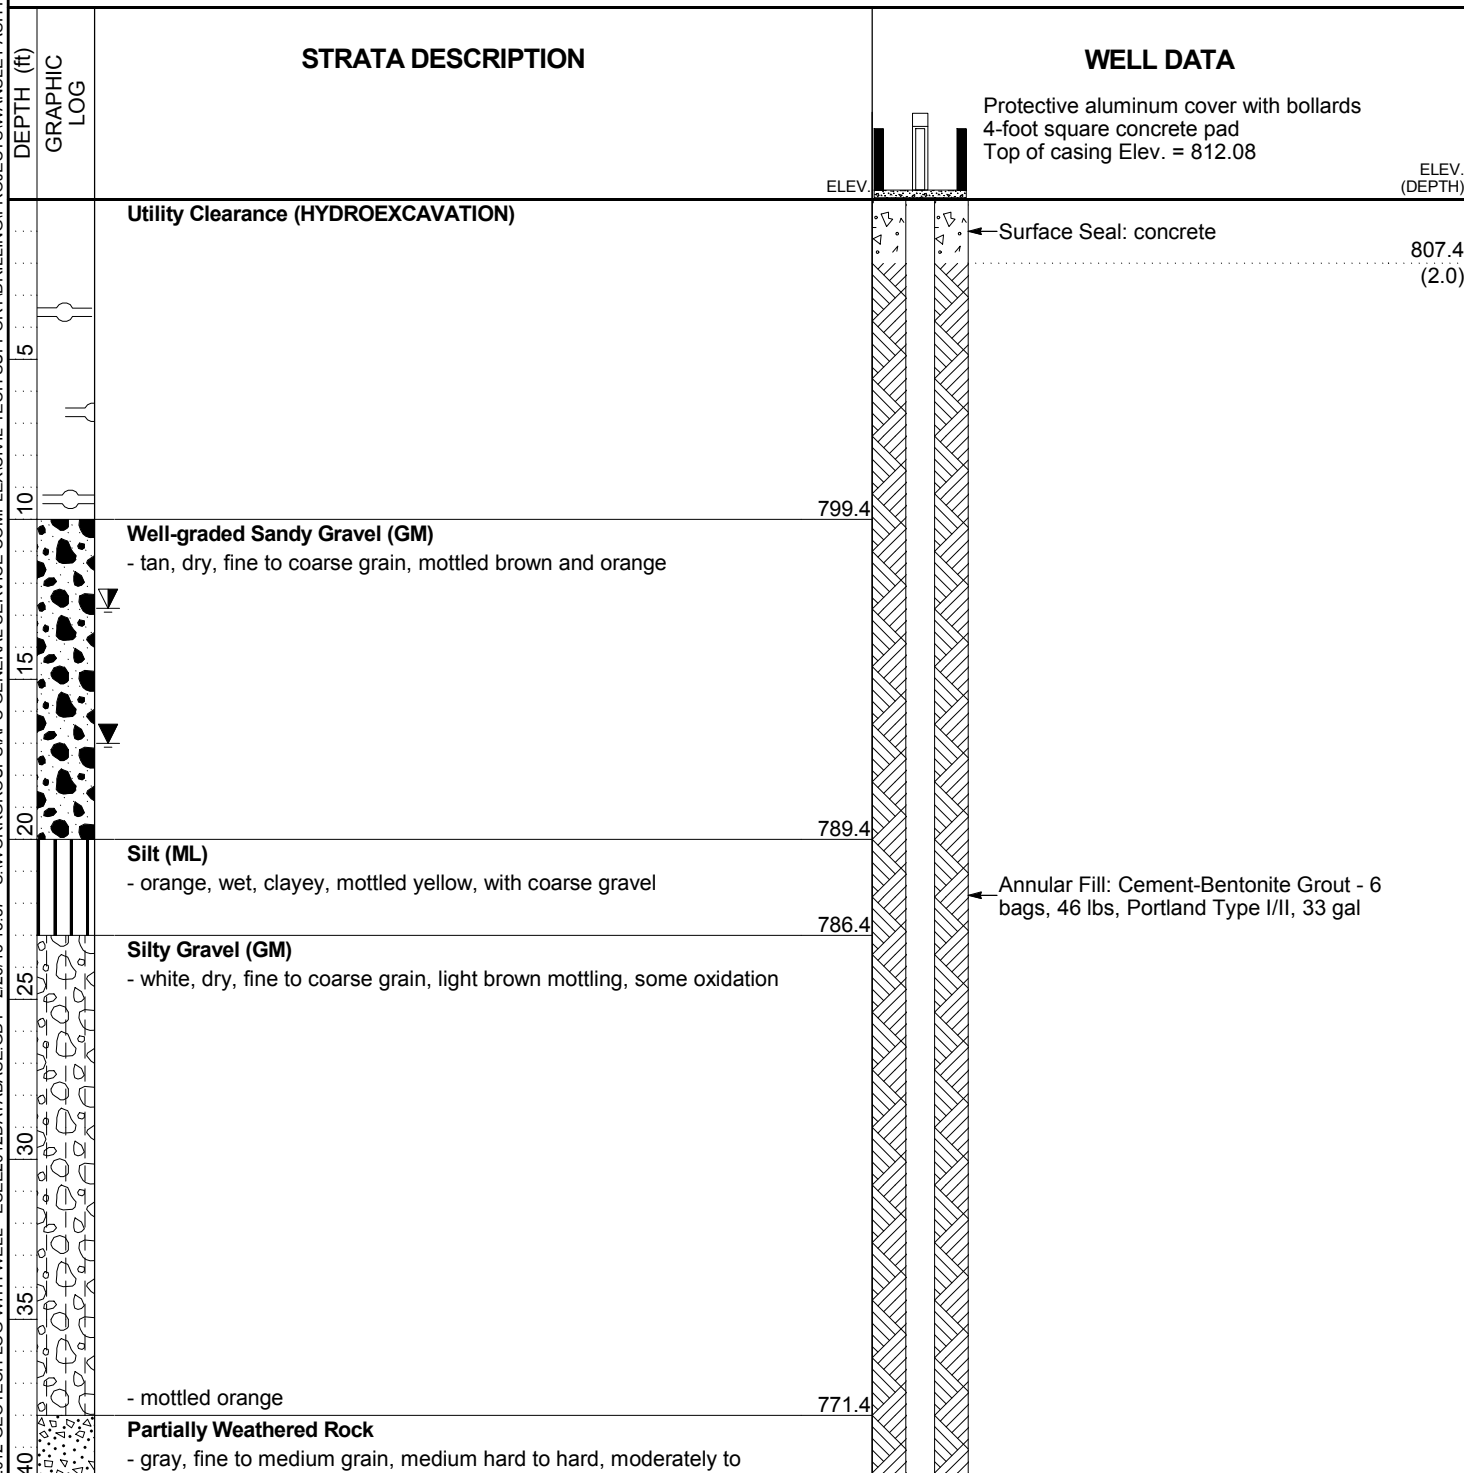 DEPTH (ft)
GRAPHIC
LOG
STRATA DESCRIPTION
ELEV.
WELL DATA
Protective aluminum cover with bollards
4-foot square concrete pad
Top of casing Elev. = 812.08
ELEV.
(DEPTH)
Utility Clearance (HYDROEXCAVATION)
Surface Seal: concrete
807.4
(2.0)
5
10
799.4
Well-graded Sandy Gravel (GM)
- tan, dry, fine to coarse grain, mottled brown and orange
15
20
789.4
Silt (ML)
- orange, wet, clayey, mottled yellow, with coarse gravel
Annular Fill: Cement-Bentonite Grout - 6
bags, 46 lbs, Portland Type I/II, 33 gal
786.4
Silty Gravel (GM)
- white, dry, fine to coarse grain, light brown mottling, some oxidation
25
30
35
- mottled orange
771.4
Partially Weathered Rock
- gray, fine to medium grain, medium hard to hard, moderately to
40